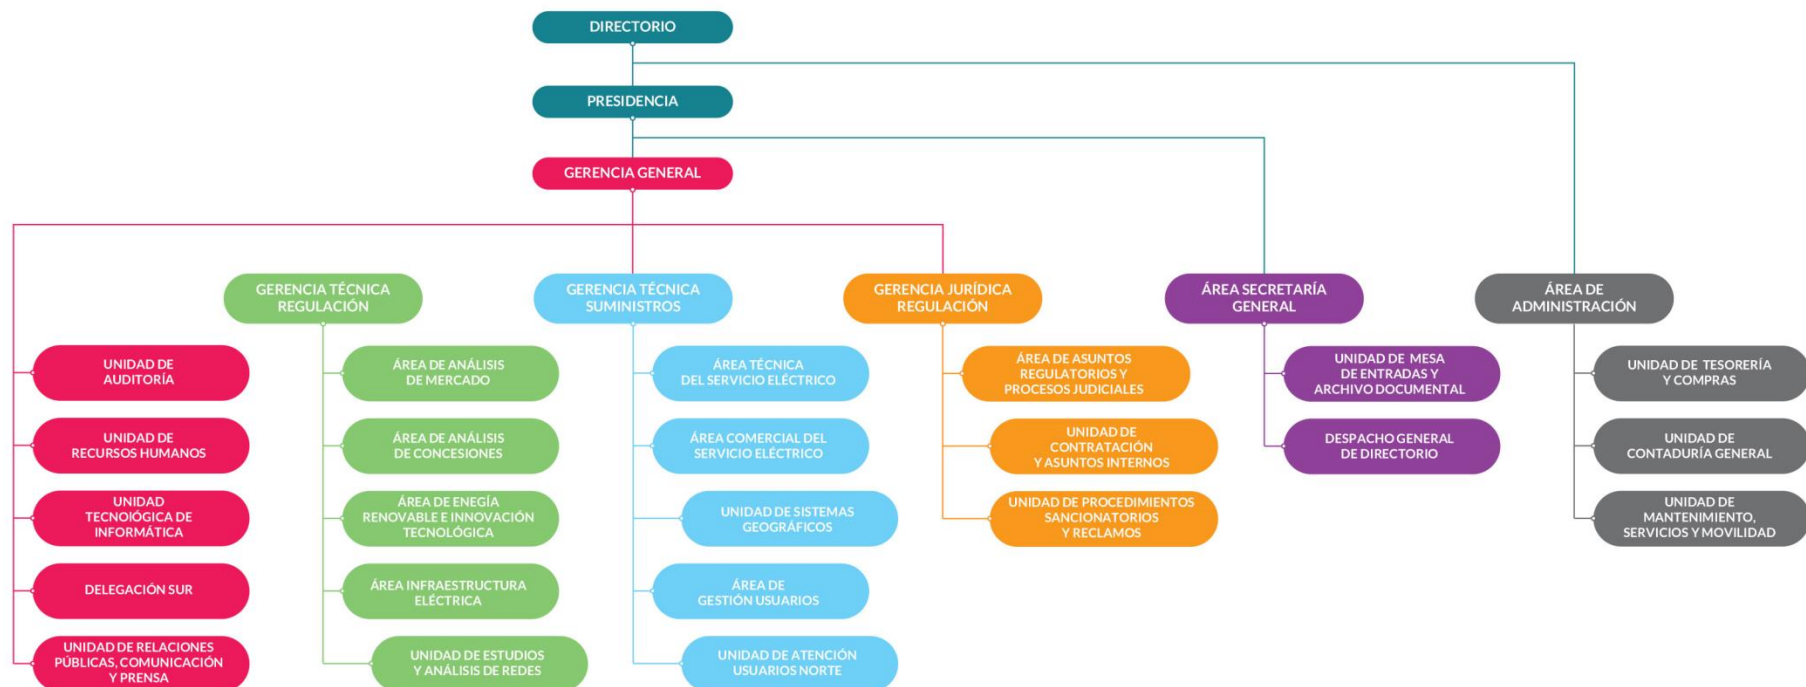 DIRECTORIO
PRESIDENCIA
GERENCIA GENERAL
GERENCIA TÉCNICA
REGULACIÓN
GERENCIA TÉCNICA
SUMINISTROS
GERENCIA JURÍDICA
REGULACIÓN
ÁREA SECRETARÍA
GENERAL
ÁREA DE
ADMINISTRACIÓN
UNIDAD DE
AUDITORÍA
UNIDAD DE
RECURSOS HUMANOS
UNIDAD
TECNOIÓGICA DE
INFORMÁTICA
DELEGACIÓN SUR
UNIDAD DE RELACIONES
PÚBLICAS, COMUNICACIÓN
Y PRENSA
ÁREA DE ANÁLISIS
DE MERCADO
ÁREA DE ANÁLISIS
DE CONCESIONES
ÁREA DE ENEGÍA
RENOVABLE E INNOVACIÓN
TECNOLÓGICA
ÁREA INFRAESTRUCTURA
ELÉCTRICA
UNIDAD DE ESTUDIOS
Y ANÁLISIS DE REDES
ÁREA TÉCNICA
DEL SERVICIO ELÉCTRICO
ÁREA COMERCIAL DEL
SERVICIO ELÉCTRICO
UNIDAD DE SISTEMAS
GEOGRÁFICOS
ÁREA DE
GESTIÓN USUARIOS
UNIDAD DE ATENCIÓN
USUARIOS NORTE
ÁREA DE ASUNTOS
REGULATORIOS Y
PROCESOS JUDICIALES
UNIDAD DE
CONTRATACIÓN
Y ASUNTOS INTERNOS
UNIDAD DE PROCEDIMIENTOS
SANCIONATORIOS
Y RECLAMOS
UNIDAD DE MESA
DE ENTRADAS Y
ARCHIVO DOCUMENTAL
DESPACHO GENERAL
DE DIRECTORIO
UNIDAD DE TESORERÍA
Y COMPRAS
UNIDAD DE
CONTADURÍA GENERAL
UNIDAD DE
MANTENIMIENTO,
SERVICIOS Y MOVILIDAD